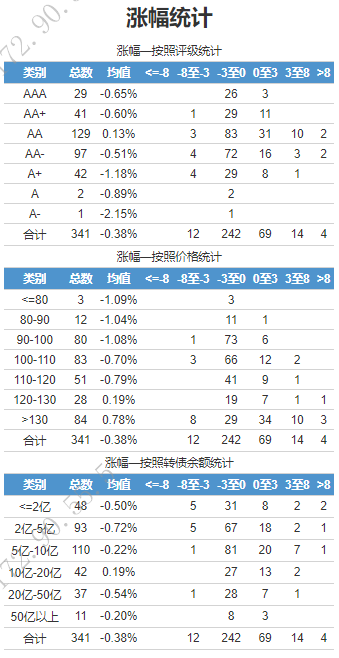 涨幅统计
涨幅—按照评级统计
类别 总数 均值 <=-8 -8至-3 -3至0 0至3 3至8 >8
AAA 29 -0.65% 26 3
AA+ 41 -0.60% 1 29 11
AA 129 0.13% 3 83 31 10 2
AA- 97 -0.51% 4 72 16 3 2
A+ 42 -1.18% 4 29 8 1
A 2 -0.89% 2
A- 1 -2.15% 1
合计 341 -0.38% 12 242 69 14 4
涨幅—按照价格统计
类别 总数 均值 <=-8 -8至-3 -3至0 0至3 3至8 >8
<=80 3 -1.09% 3
80-90 12 -1.04% 11 1
90-100 80 -1.08% 1 73 6
100-110 83 -0.70% 3 66 12 2
110-120 51 -0.79% 41 9 1
120-130 28 0.19% 19 7 1 1
>130 84 0.78% 8 29 34 10 3
合计 341 -0.38% 12 242 69 14 4
涨幅—按照转债余额统计
类别 总数 均值 <=-8 -8至-3 -3至0 0至3 3至8 >8
<=2亿 48 -0.50% 5 31 8 2 2
2亿-5亿 93 -0.72% 5 67 18 2 1
5亿-10亿 110 -0.22% 1 81 20 7 1
10亿-20亿 42 0.19% 27 13 2
20亿-50亿 37 -0.54% 1 28 7 1
50亿以上 11 -0.20% 8 3
合计 341 -0.38% 12 242 69 14 4